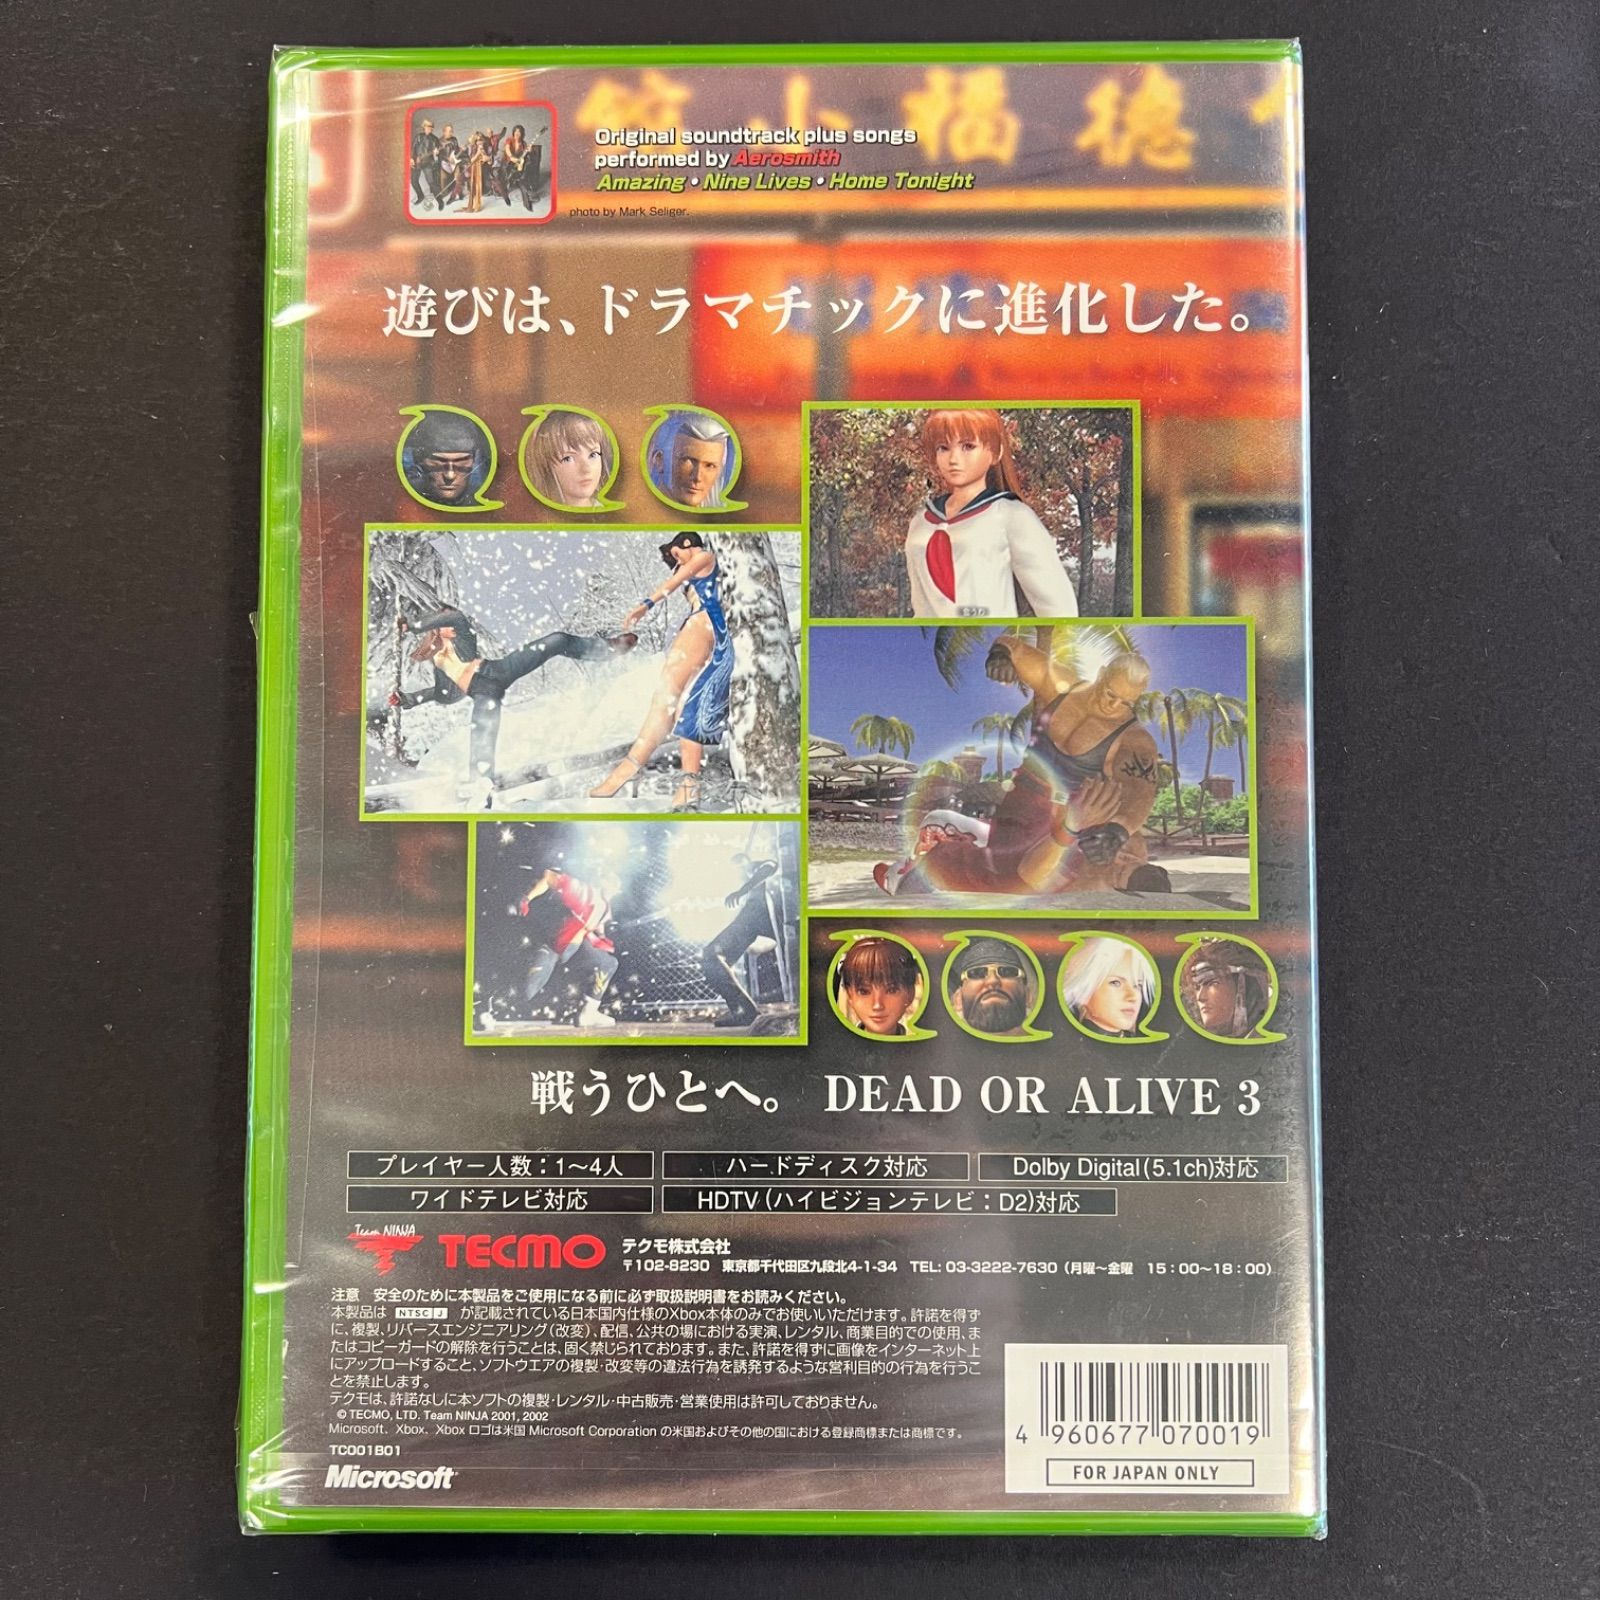 Original soundtrack plus songs
performed by Aerosmith
Amazing・Nine Lives・Home Tonight
photo by Mark Seliger.
遊びは、ドラマチックに進化した。
戦うひとへ。 DEAD OR ALIVE 3
プレイヤー人数：1〜4人 ハードディスク対応 Dolby Digital(5.1ch)対応
ワイドテレビ対応 HDTV(ハイビジョンテレビ：D2)対応
Team NINJA TECMO テクモ株式会社
〒102-8230 東京都千代田区九段北4-1-34 TEL: 03-3222-7630 (月曜〜金曜 15：00〜18：00)
注意 安全のために本製品をご使用になる前に必ず取扱説明書をお読みください。
本製品は NTSC J が記載されている日本国内仕様のXbox本体のみでお使いいただけます。許諾を得ず
に、複製、リバースエンジニアリング(改変)、配信、公共の場における実演、レンタル、商業目的での使用、ま
たはコピーガードの解除を行うことは、固く禁じられております。また、許諾を得ずに画像をインターネット上
にアップロードすること、ソフトウエアの複製・改変等の違法行為を誘発するような営利目的の行為を行うこ
とを禁止します。
テクモは、許諾なしに本ソフトの複製・レンタル・中古販売・営業使用は許可しておりません。
© TECMO, LTD. Team NINJA 2001, 2002
Microsoft、Xbox、Xbox ロゴは米国 Microsoft Corporation の米国およびその他の国における登録商標または商標です。
TC001B01
Microsoft
4 960677 070019
FOR JAPAN ONLY